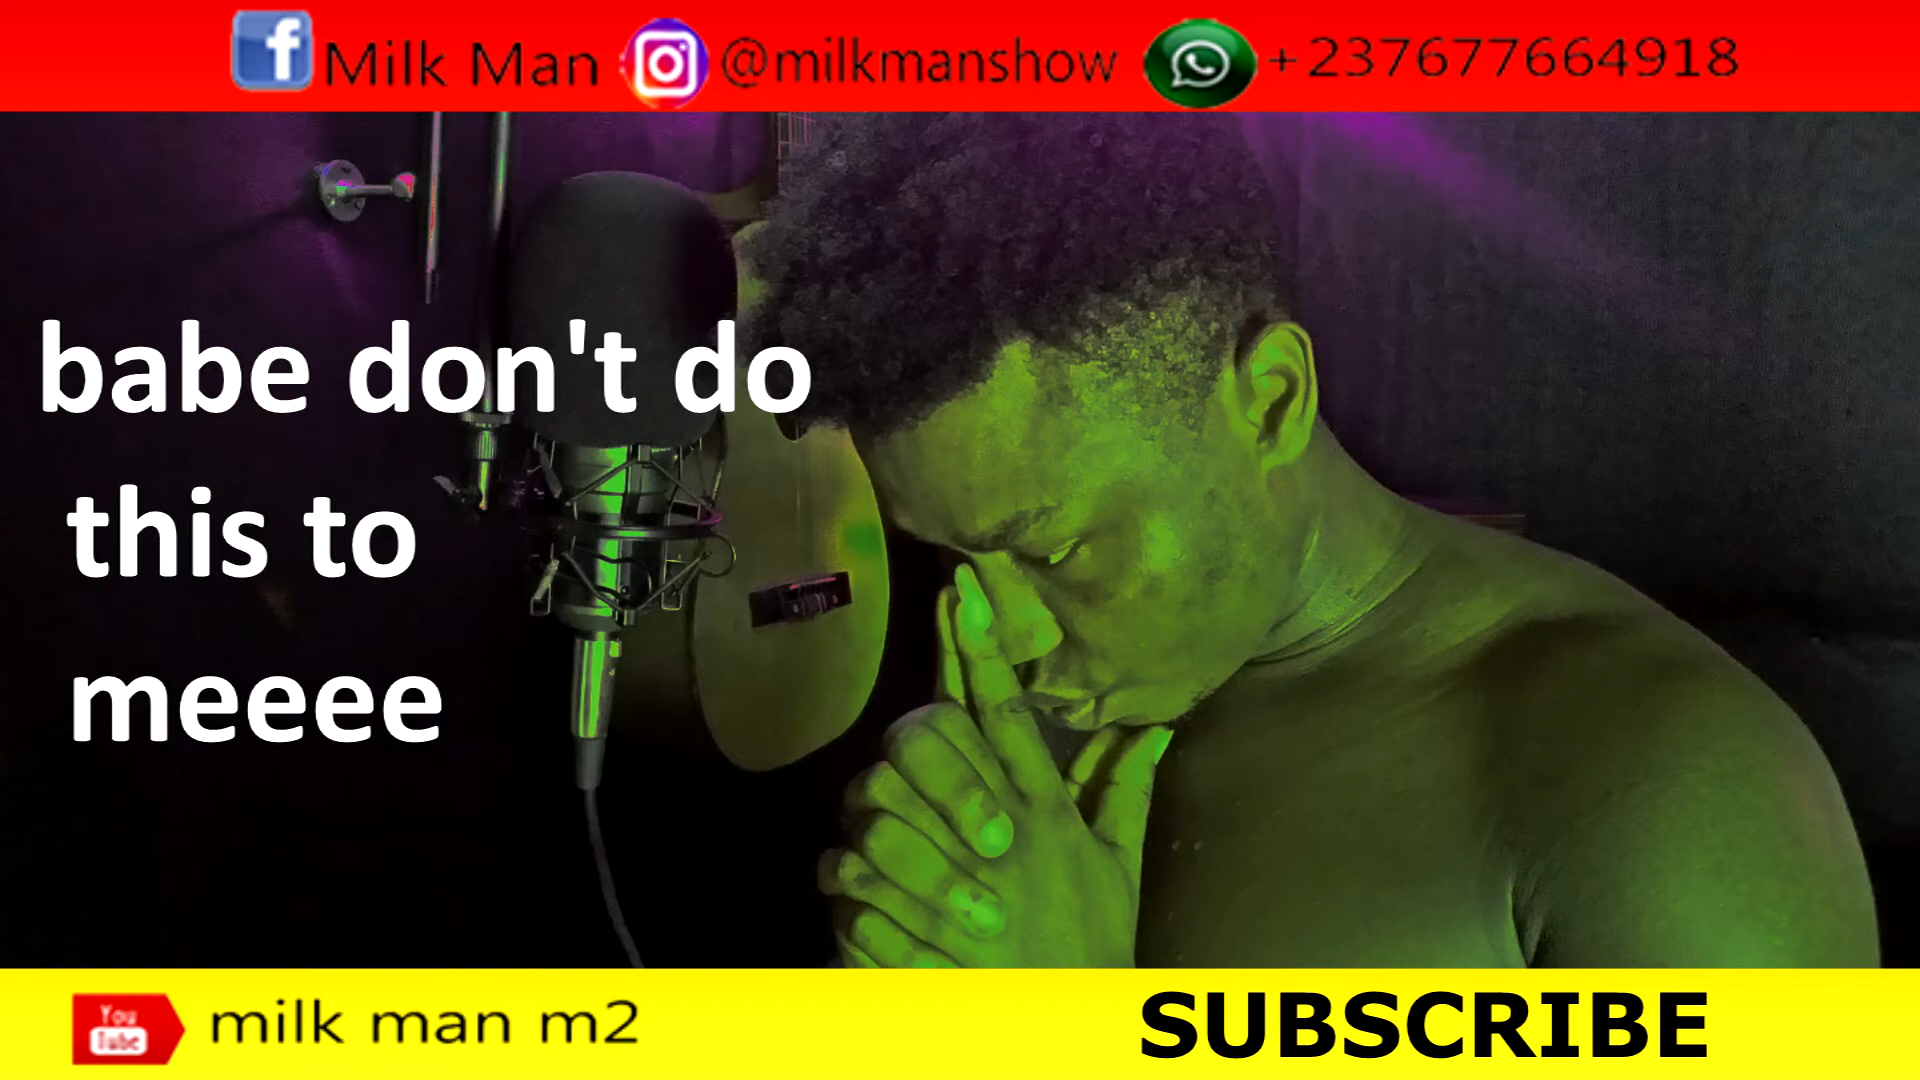 f Milk Man @milkmanshow +237677664918
babe don't do
this to
meeee
You
Tube
milk man m2 SUBSCRIBE